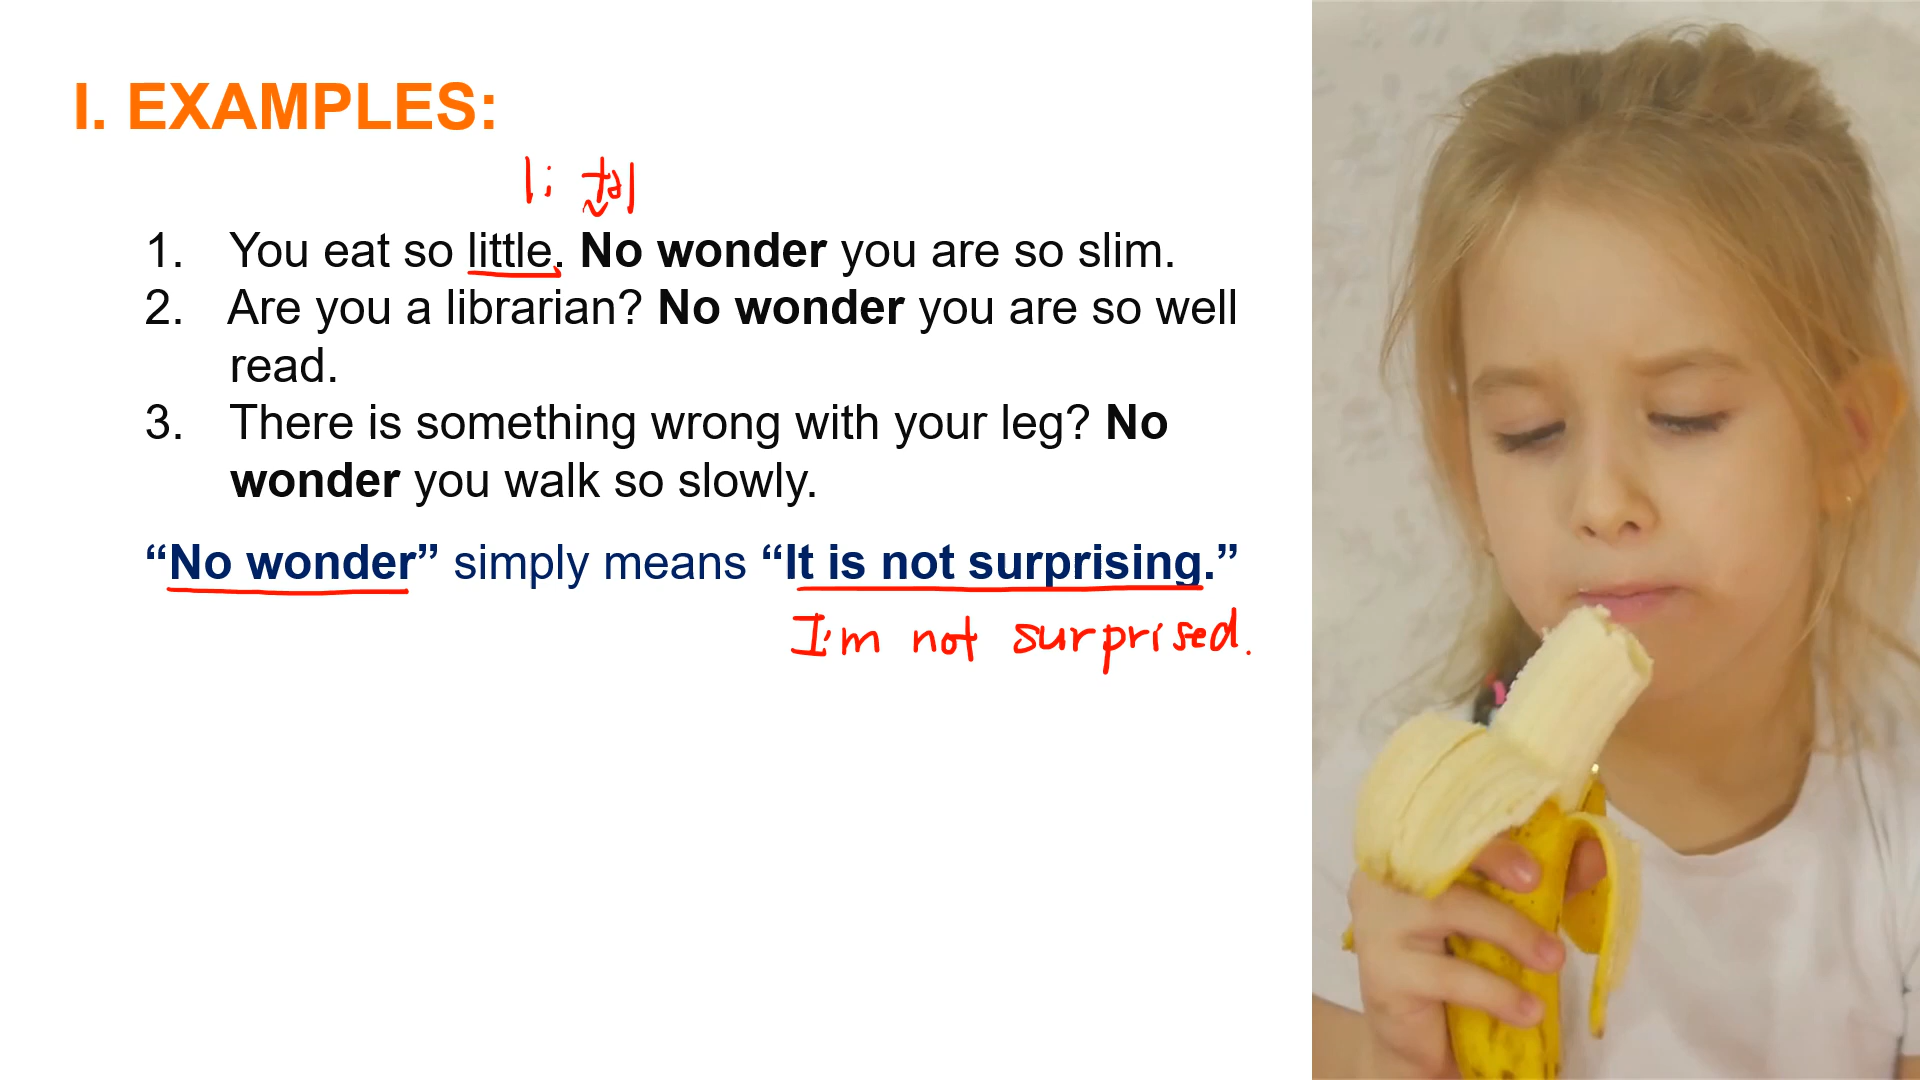 I. EXAMPLES:
1. You eat so little. No wonder you are so slim.
2. Are you a librarian? No wonder you are so well
read.
3. There is something wrong with your leg? No
wonder you walk so slowly.
“No wonder” simply means “It is not surprising.”
I'm not surprised.